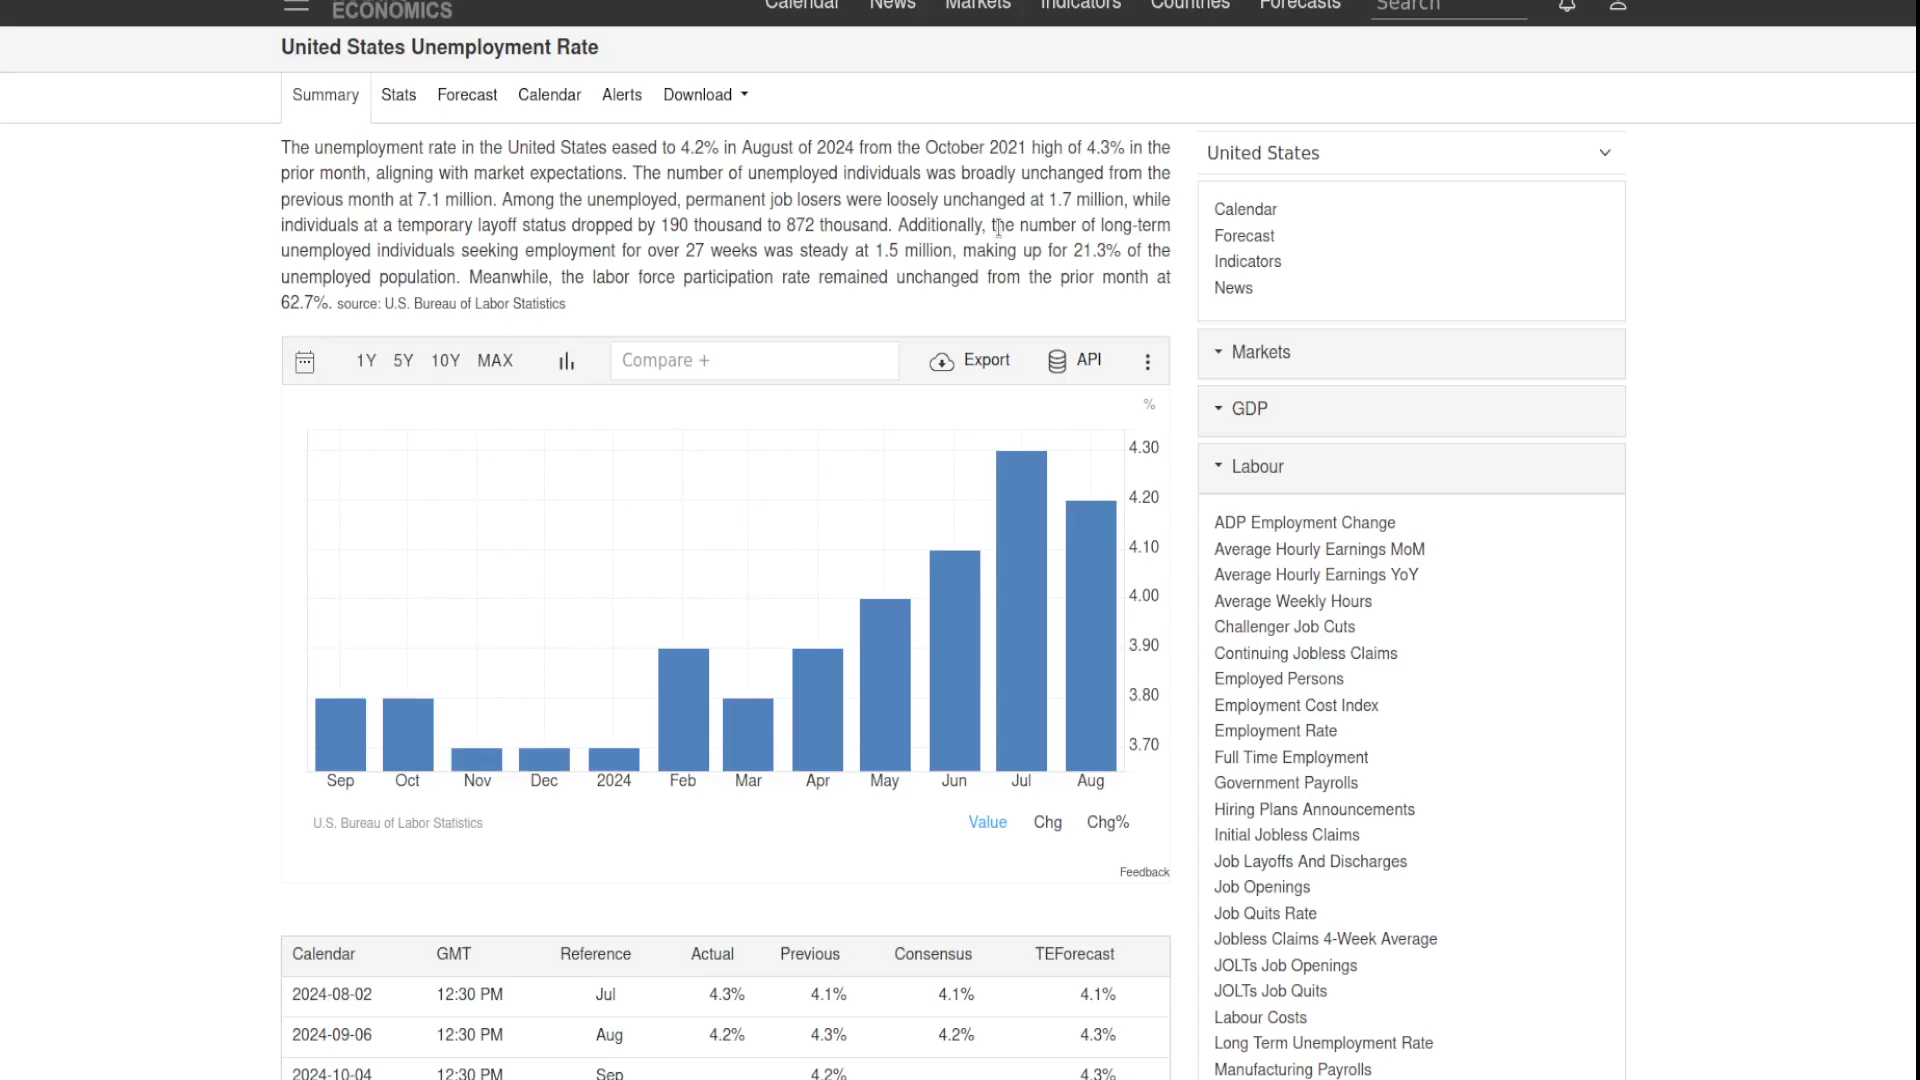 ECONOMICS
Calendar News Markets Indicators Countries Forecasts Search
United States Unemployment Rate
Summary Stats Forecast Calendar Alerts Download
The unemployment rate in the United States eased to 4.2% in August of 2024 from the October 2021 high of 4.3% in the
prior month, aligning with market expectations. The number of unemployed individuals was broadly unchanged from the
previous month at 7.1 million. Among the unemployed, permanent job losers were loosely unchanged at 1.7 million, while
individuals at a temporary layoff status dropped by 190 thousand to 872 thousand. Additionally, the number of long-term
unemployed individuals seeking employment for over 27 weeks was steady at 1.5 million, making up for 21.3% of the
unemployed population. Meanwhile, the labor force participation rate remained unchanged from the prior month at
62.7%. source: U.S. Bureau of Labor Statistics
1Y 5Y 10Y MAX Compare + Export API
%
4.30
4.20
4.10
4.00
3.90
3.80
3.70
Sep Oct Nov Dec 2024 Feb Mar Apr May Jun Jul Aug
U.S. Bureau of Labor Statistics Value Chg Chg%
Feedback
Calendar GMT Reference Actual Previous Consensus TEForecast
2024-08-02 12:30 PM Jul 4.3% 4.1% 4.1% 4.1%
2024-09-06 12:30 PM Aug 4.2% 4.3% 4.2% 4.3%
2024-10-04 12:30 PM Sep 4.2% 4.3%
United States
Calendar
Forecast
Indicators
News
Markets
GDP
Labour
ADP Employment Change
Average Hourly Earnings MoM
Average Hourly Earnings YoY
Average Weekly Hours
Challenger Job Cuts
Continuing Jobless Claims
Employed Persons
Employment Cost Index
Employment Rate
Full Time Employment
Government Payrolls
Hiring Plans Announcements
Initial Jobless Claims
Job Layoffs And Discharges
Job Openings
Job Quits Rate
Jobless Claims 4-Week Average
JOLTs Job Openings
JOLTs Job Quits
Labour Costs
Long Term Unemployment Rate
Manufacturing Payrolls